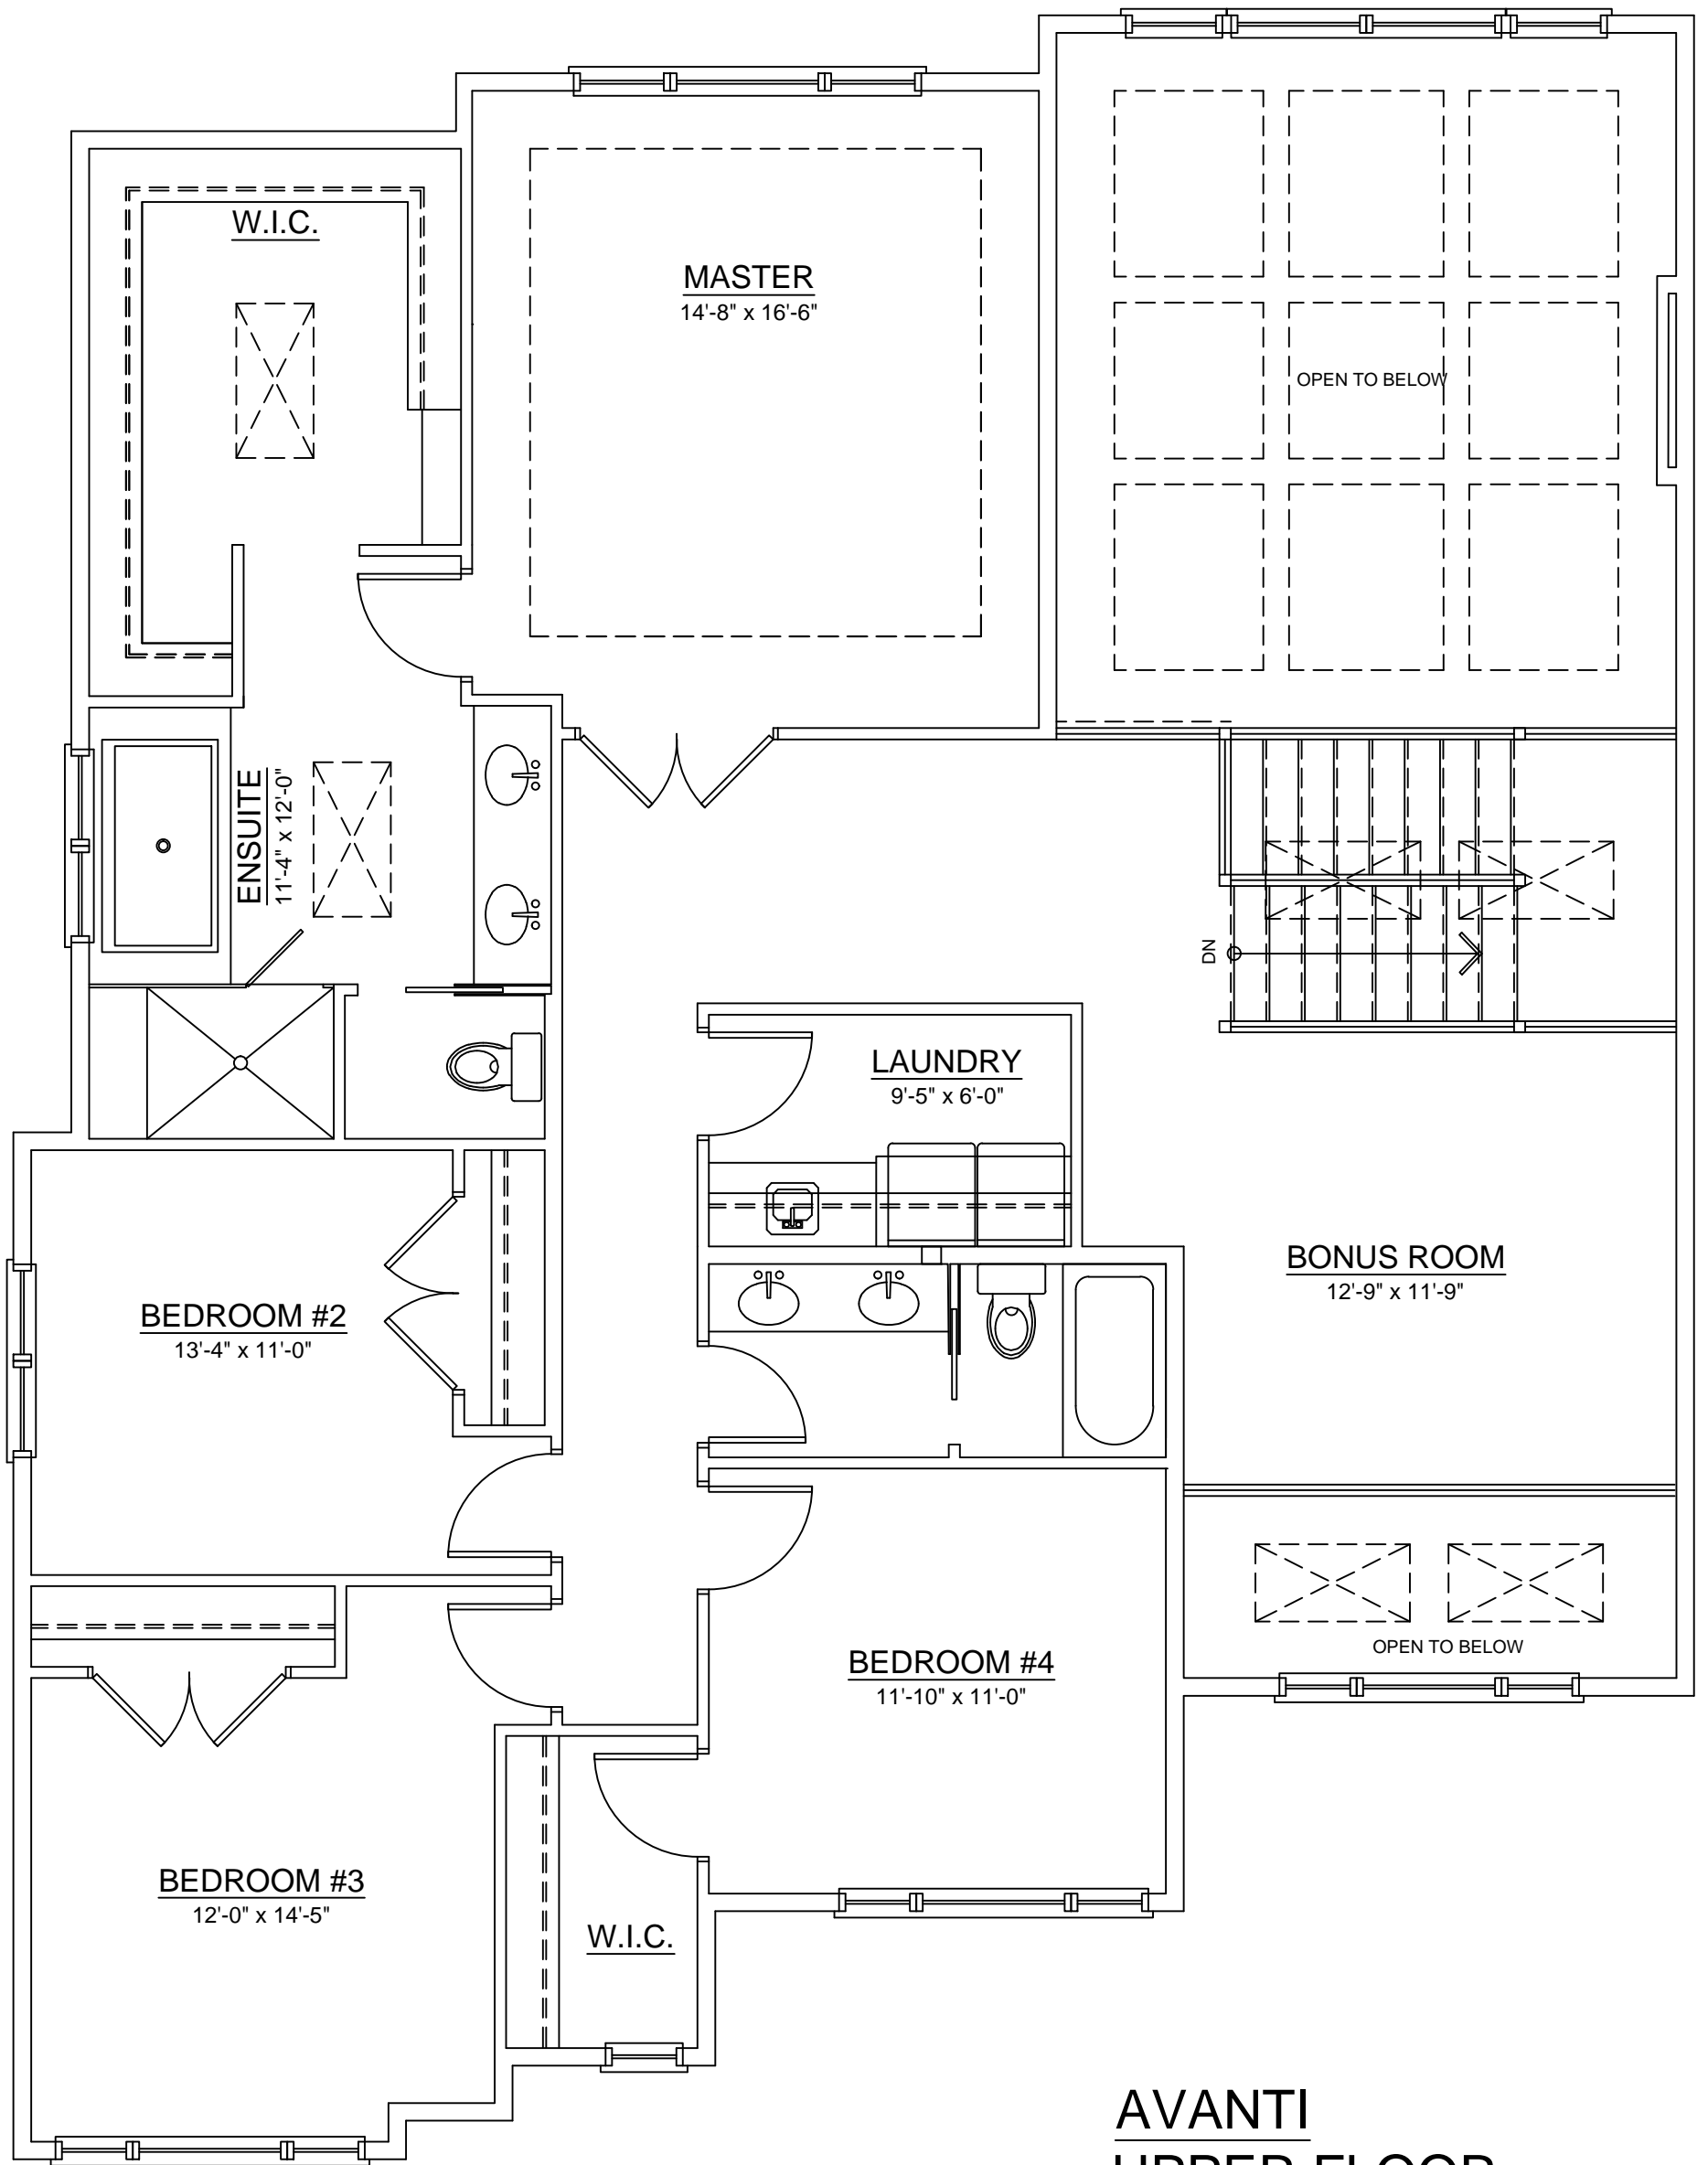 W.I.C.
MASTER
14'-8" x 16'-6"
OPEN TO BELOW
ENSUITE
11'-4" x 12'-0"
DN
LAUNDRY
9'-5" x 6'-0"
BONUS ROOM
12'-9" x 11'-9"
BEDROOM #2
13'-4" x 11'-0"
OPEN TO BELOW
BEDROOM #4
11'-10" x 11'-0"
BEDROOM #3
12'-0" x 14'-5"
W.I.C.
AVANTI
UPPER FLOOR